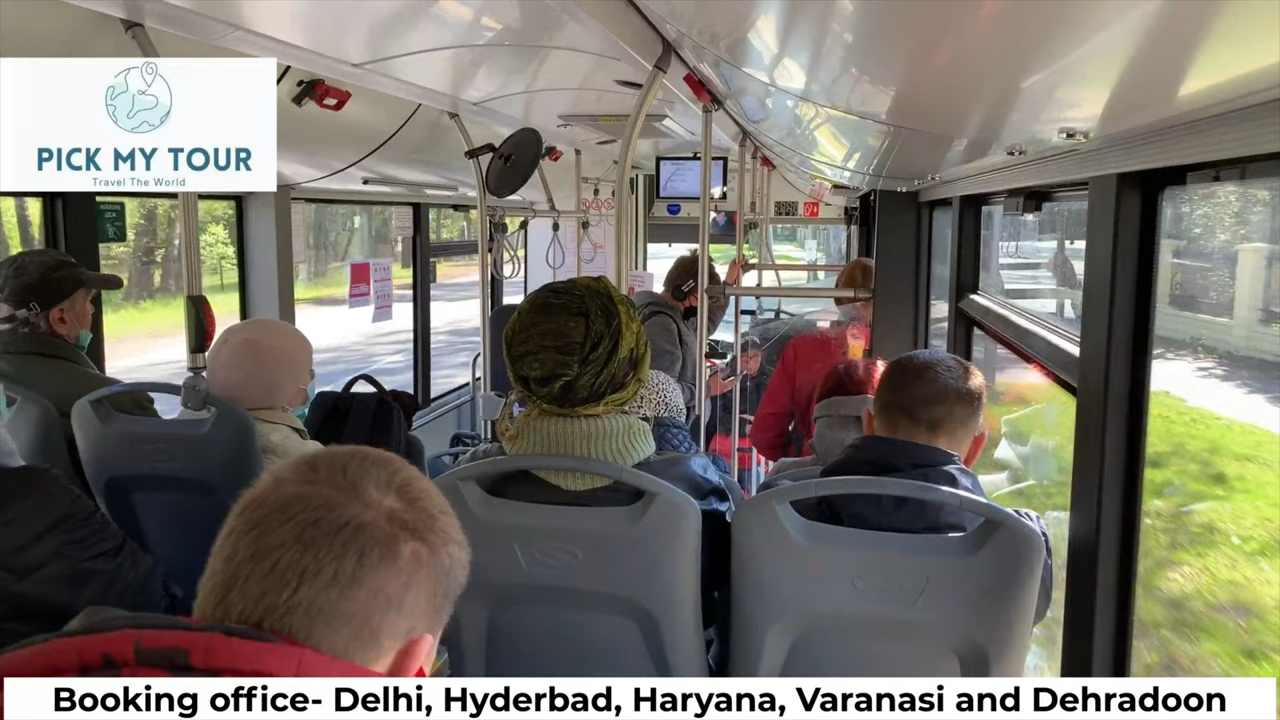 PICK MY TOUR
Travel The World
Booking office- Delhi, Hyderbad, Haryana, Varanasi and Dehradoon